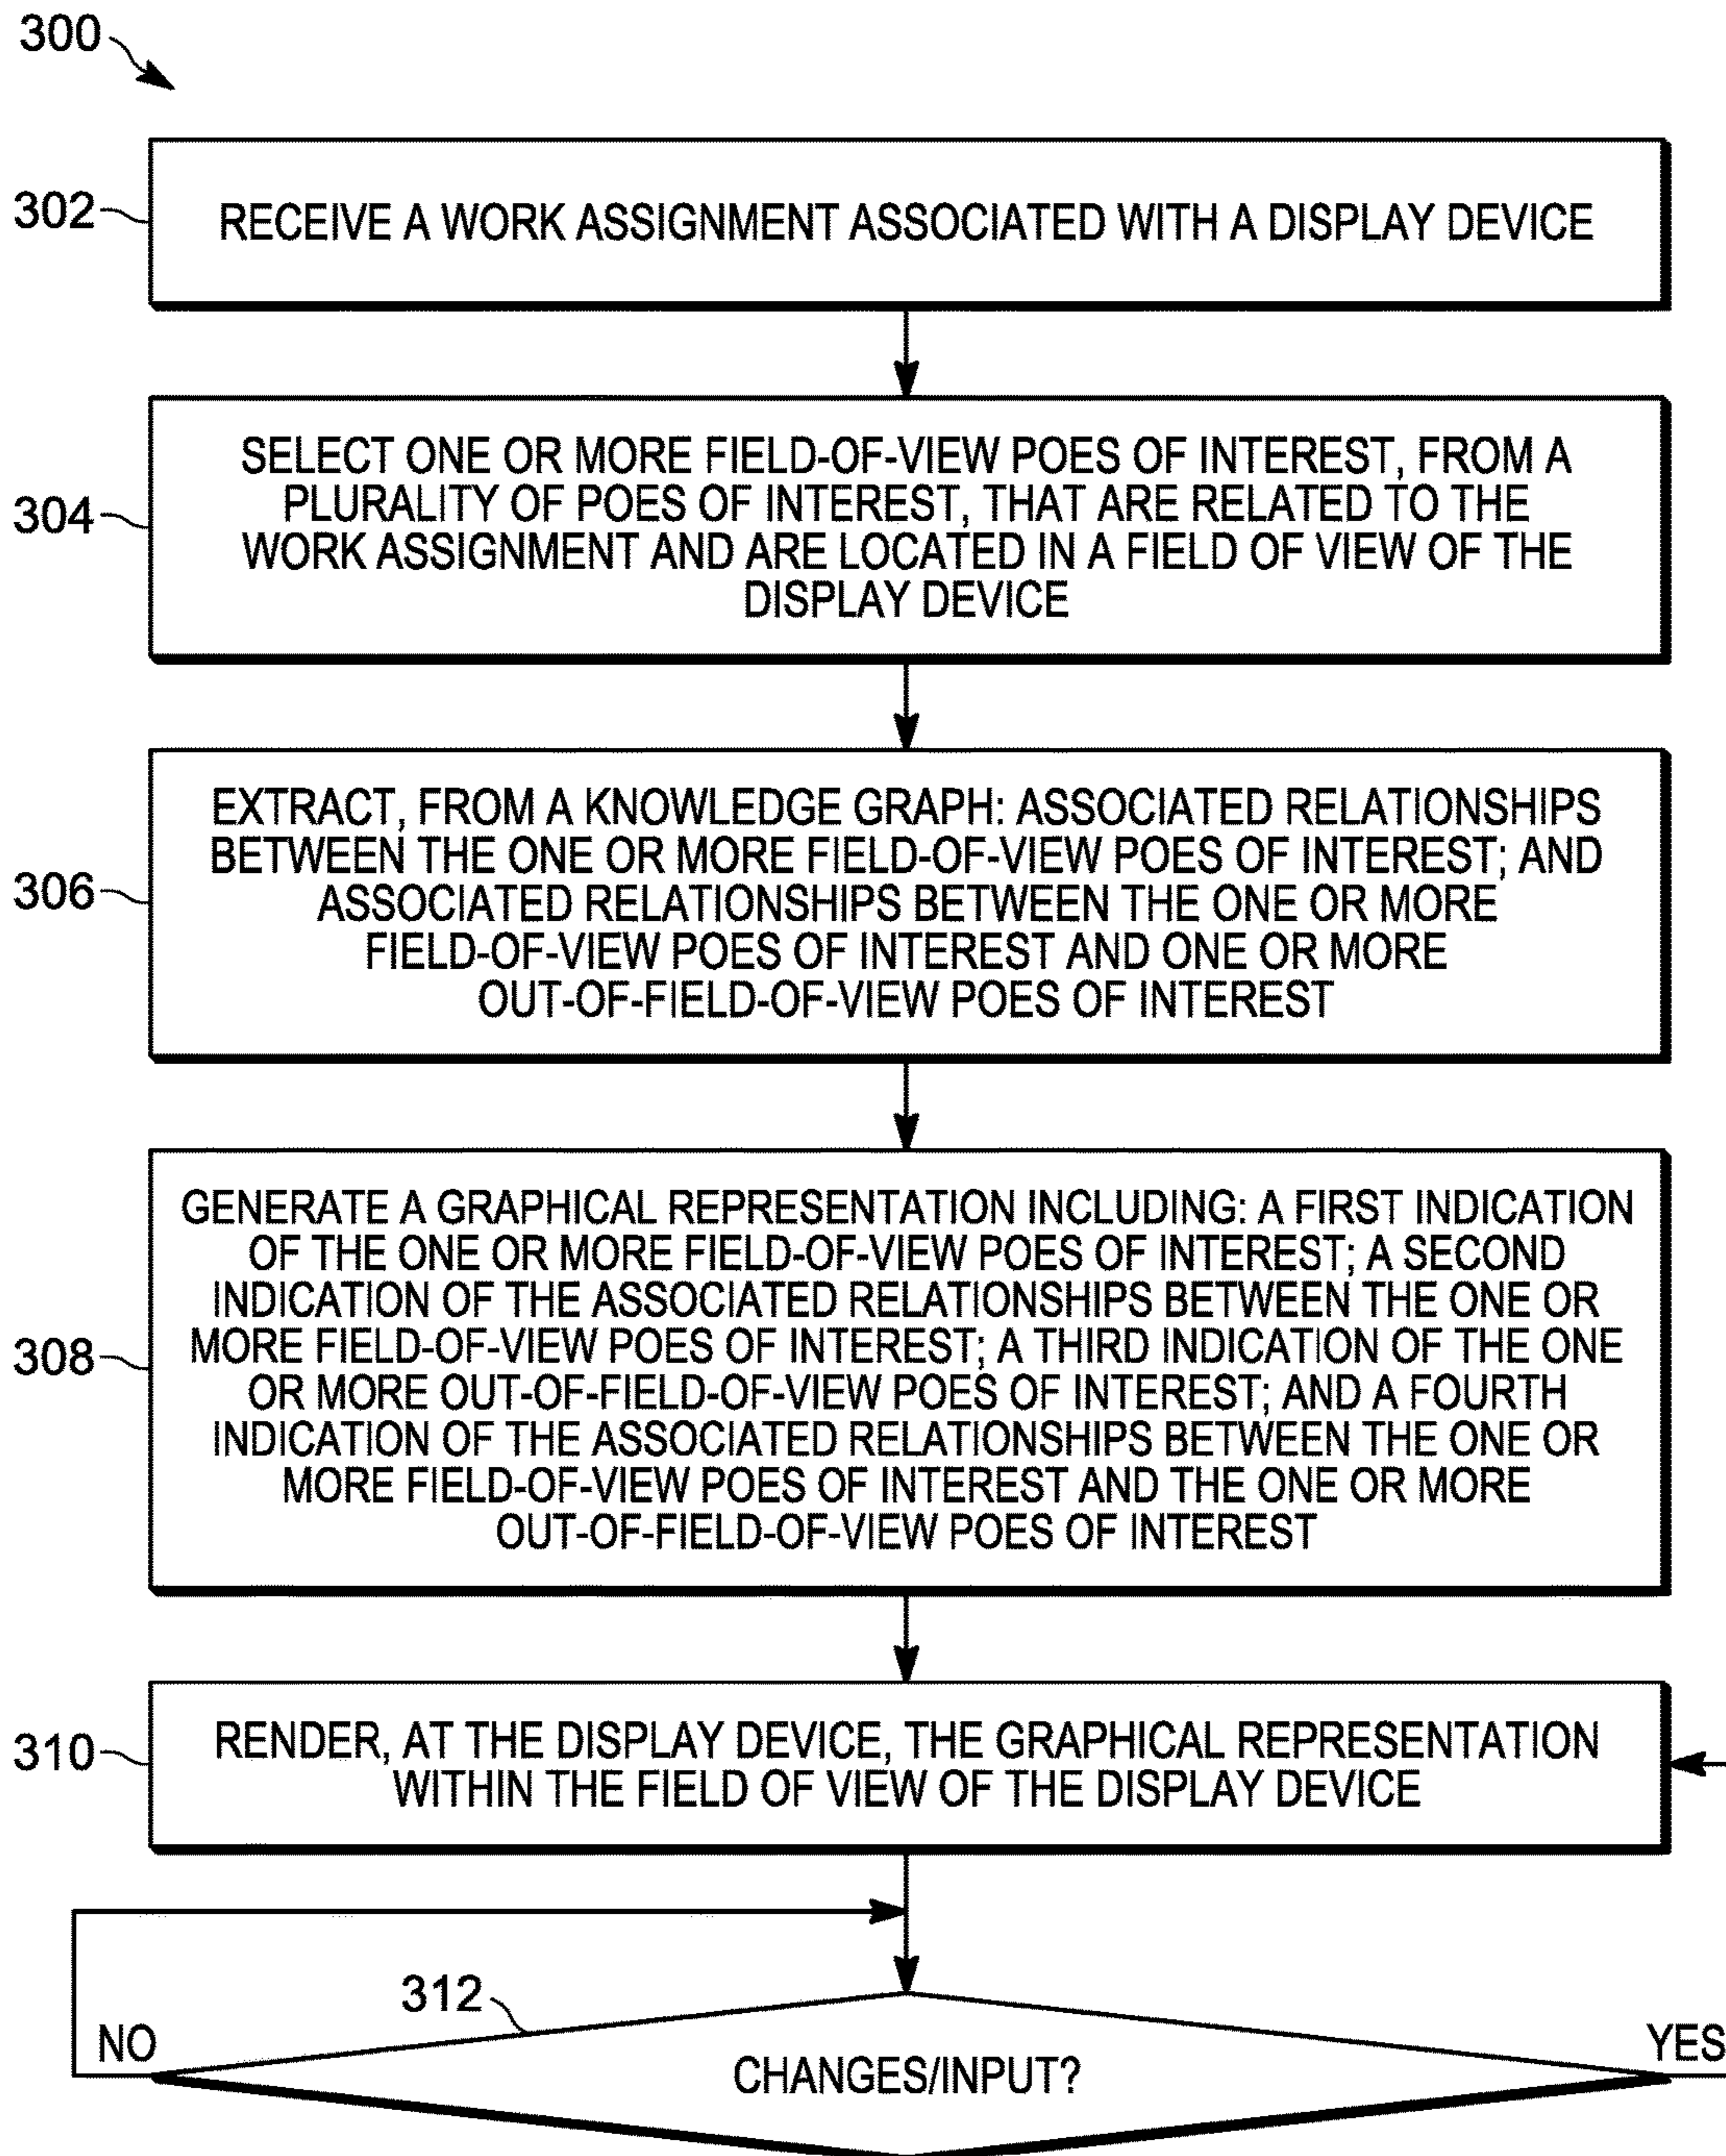 300
302
RECEIVE A WORK ASSIGNMENT ASSOCIATED WITH A DISPLAY DEVICE
304
SELECT ONE OR MORE FIELD-OF-VIEW POES OF INTEREST, FROM A
PLURALITY OF POES OF INTEREST, THAT ARE RELATED TO THE
WORK ASSIGNMENT AND ARE LOCATED IN A FIELD OF VIEW OF THE
DISPLAY DEVICE
306
EXTRACT, FROM A KNOWLEDGE GRAPH: ASSOCIATED RELATIONSHIPS
BETWEEN THE ONE OR MORE FIELD-OF-VIEW POES OF INTEREST; AND
ASSOCIATED RELATIONSHIPS BETWEEN THE ONE OR MORE
FIELD-OF-VIEW POES OF INTEREST AND ONE OR MORE
OUT-OF-FIELD-OF-VIEW POES OF INTEREST
308
GENERATE A GRAPHICAL REPRESENTATION INCLUDING: A FIRST INDICATION
OF THE ONE OR MORE FIELD-OF-VIEW POES OF INTEREST; A SECOND
INDICATION OF THE ASSOCIATED RELATIONSHIPS BETWEEN THE ONE OR
MORE FIELD-OF-VIEW POES OF INTEREST; A THIRD INDICATION OF THE ONE
OR MORE OUT-OF-FIELD-OF-VIEW POES OF INTEREST; AND A FOURTH
INDICATION OF THE ASSOCIATED RELATIONSHIPS BETWEEN THE ONE OR
MORE FIELD-OF-VIEW POES OF INTEREST AND THE ONE OR MORE
OUT-OF-FIELD-OF-VIEW POES OF INTEREST
310
RENDER, AT THE DISPLAY DEVICE, THE GRAPHICAL REPRESENTATION
WITHIN THE FIELD OF VIEW OF THE DISPLAY DEVICE
312
NO
YES
CHANGES/INPUT?